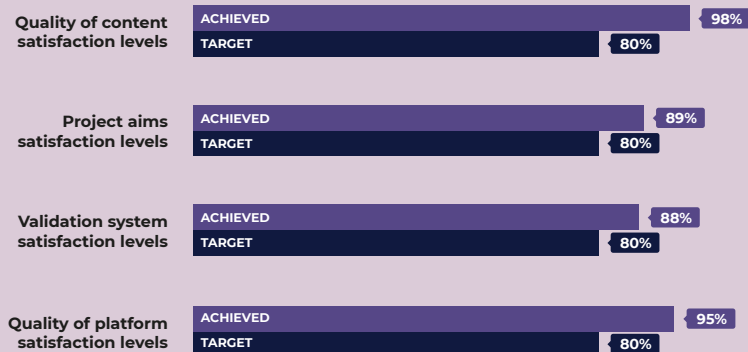 Quality of content
satisfaction levels
ACHIEVED
98%
TARGET
80%
Project aims
satisfaction levels
ACHIEVED
89%
TARGET
80%
Validation system
satisfaction levels
ACHIEVED
88%
TARGET
80%
Quality of platform
satisfaction levels
ACHIEVED
95%
TARGET
80%